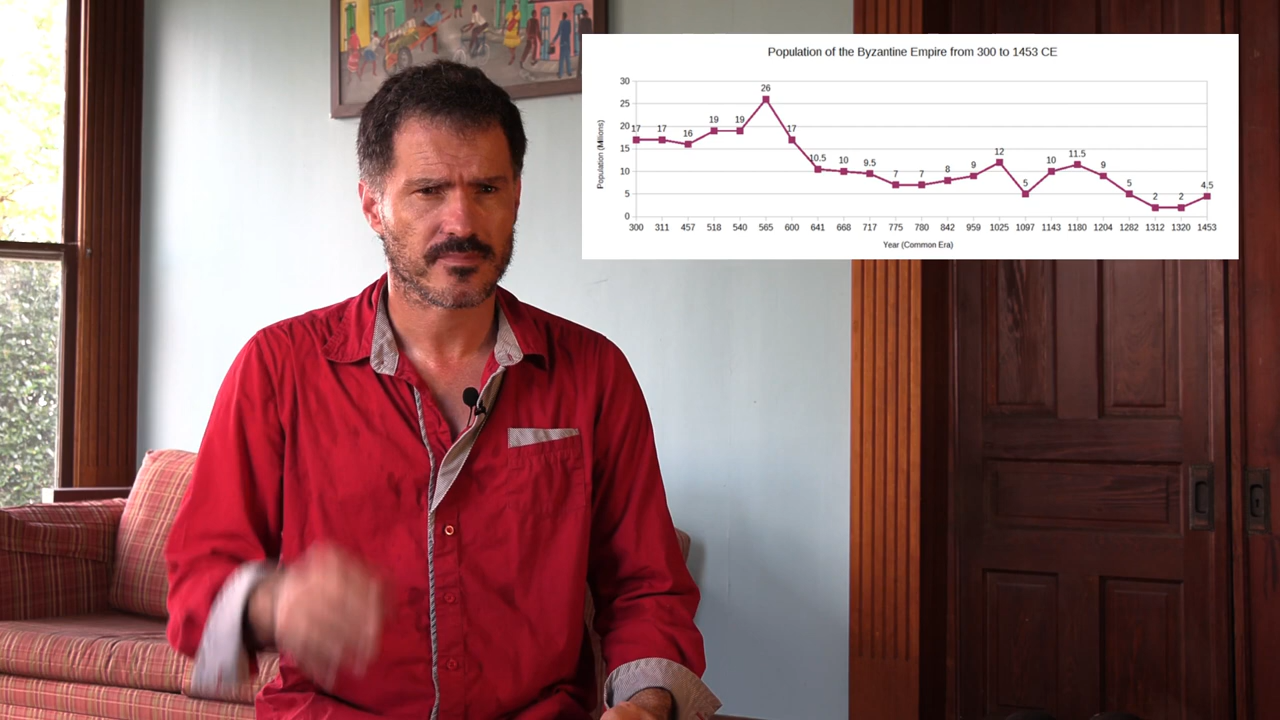 Population of the Byzantine Empire from 300 to 1453 CE
Population (Millions)
30
25
20
15
10
5
0
17 17 16 19 19 26 17 10.5 10 9.5 7 7 8 9 12 5 10 11.5 9 5 2 2 4.5
300 311 457 518 540 565 600 641 668 717 775 780 842 959 1025 1097 1143 1180 1204 1282 1312 1320 1453
Year (Common Era)